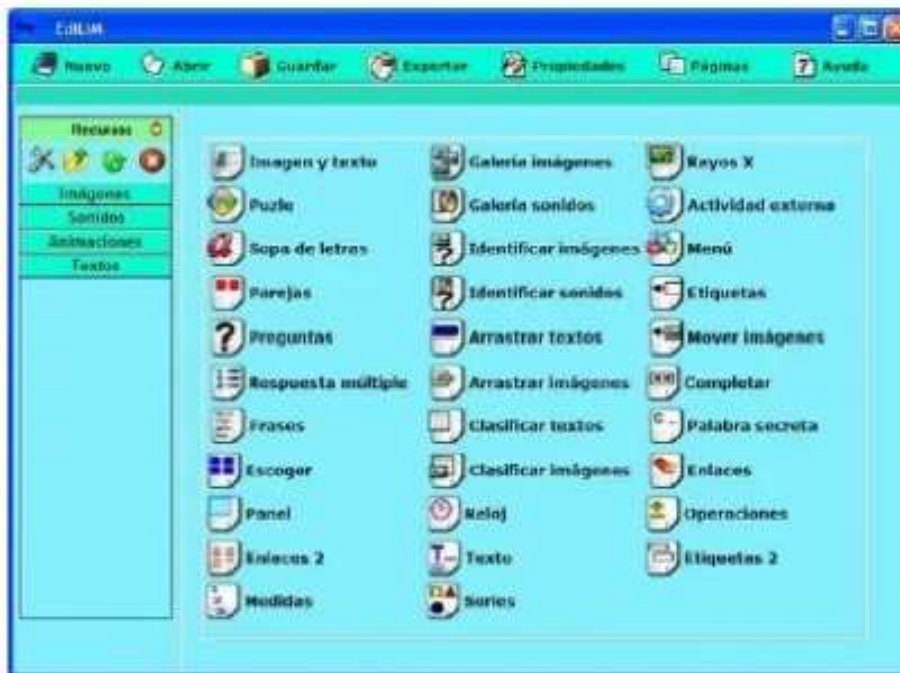 EdiLIM
Nuevo Abrir Guardar Exportar Propiedades Páginas Ayuda
Recursos
Imágenes
Sonidos
Animaciones
Textos
Imagen y texto Galería imágenes Rayos X
Puzle Galería sonidos Actividad externa
Sopa de letras Identificar imágenes Menú
Parejas Identificar sonidos Etiquetas
Preguntas Arrastrar textos Mover imágenes
Respuesta múltiple Arrastrar imágenes Completar
Frases Clasificar textos Palabra secreta
Escoger Clasificar imágenes Enlaces
Panel Reloj Operaciones
Enlaces 2 Texto Etiquetas 2
Medidas Series